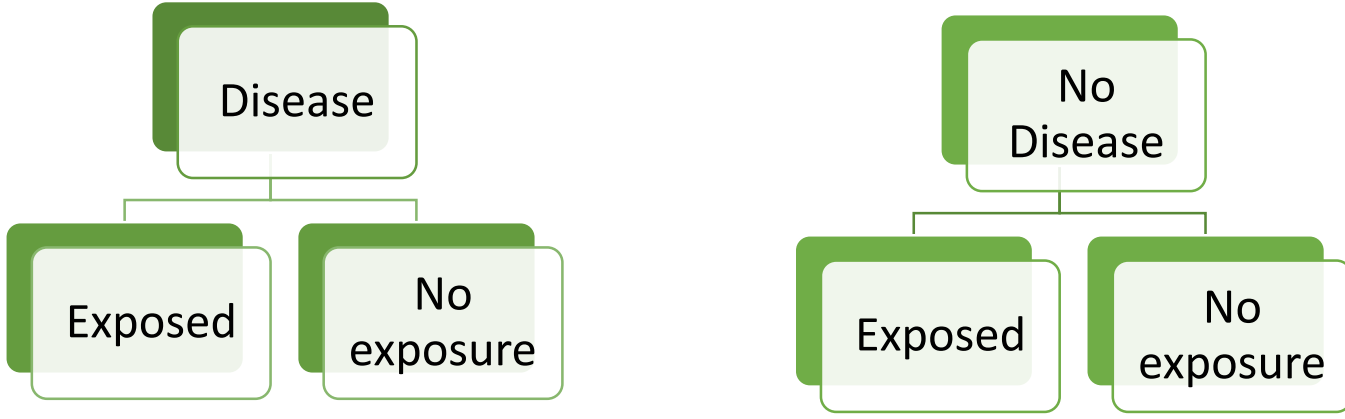 Disease
Exposed
No
exposure
No
Disease
Exposed
No
exposure